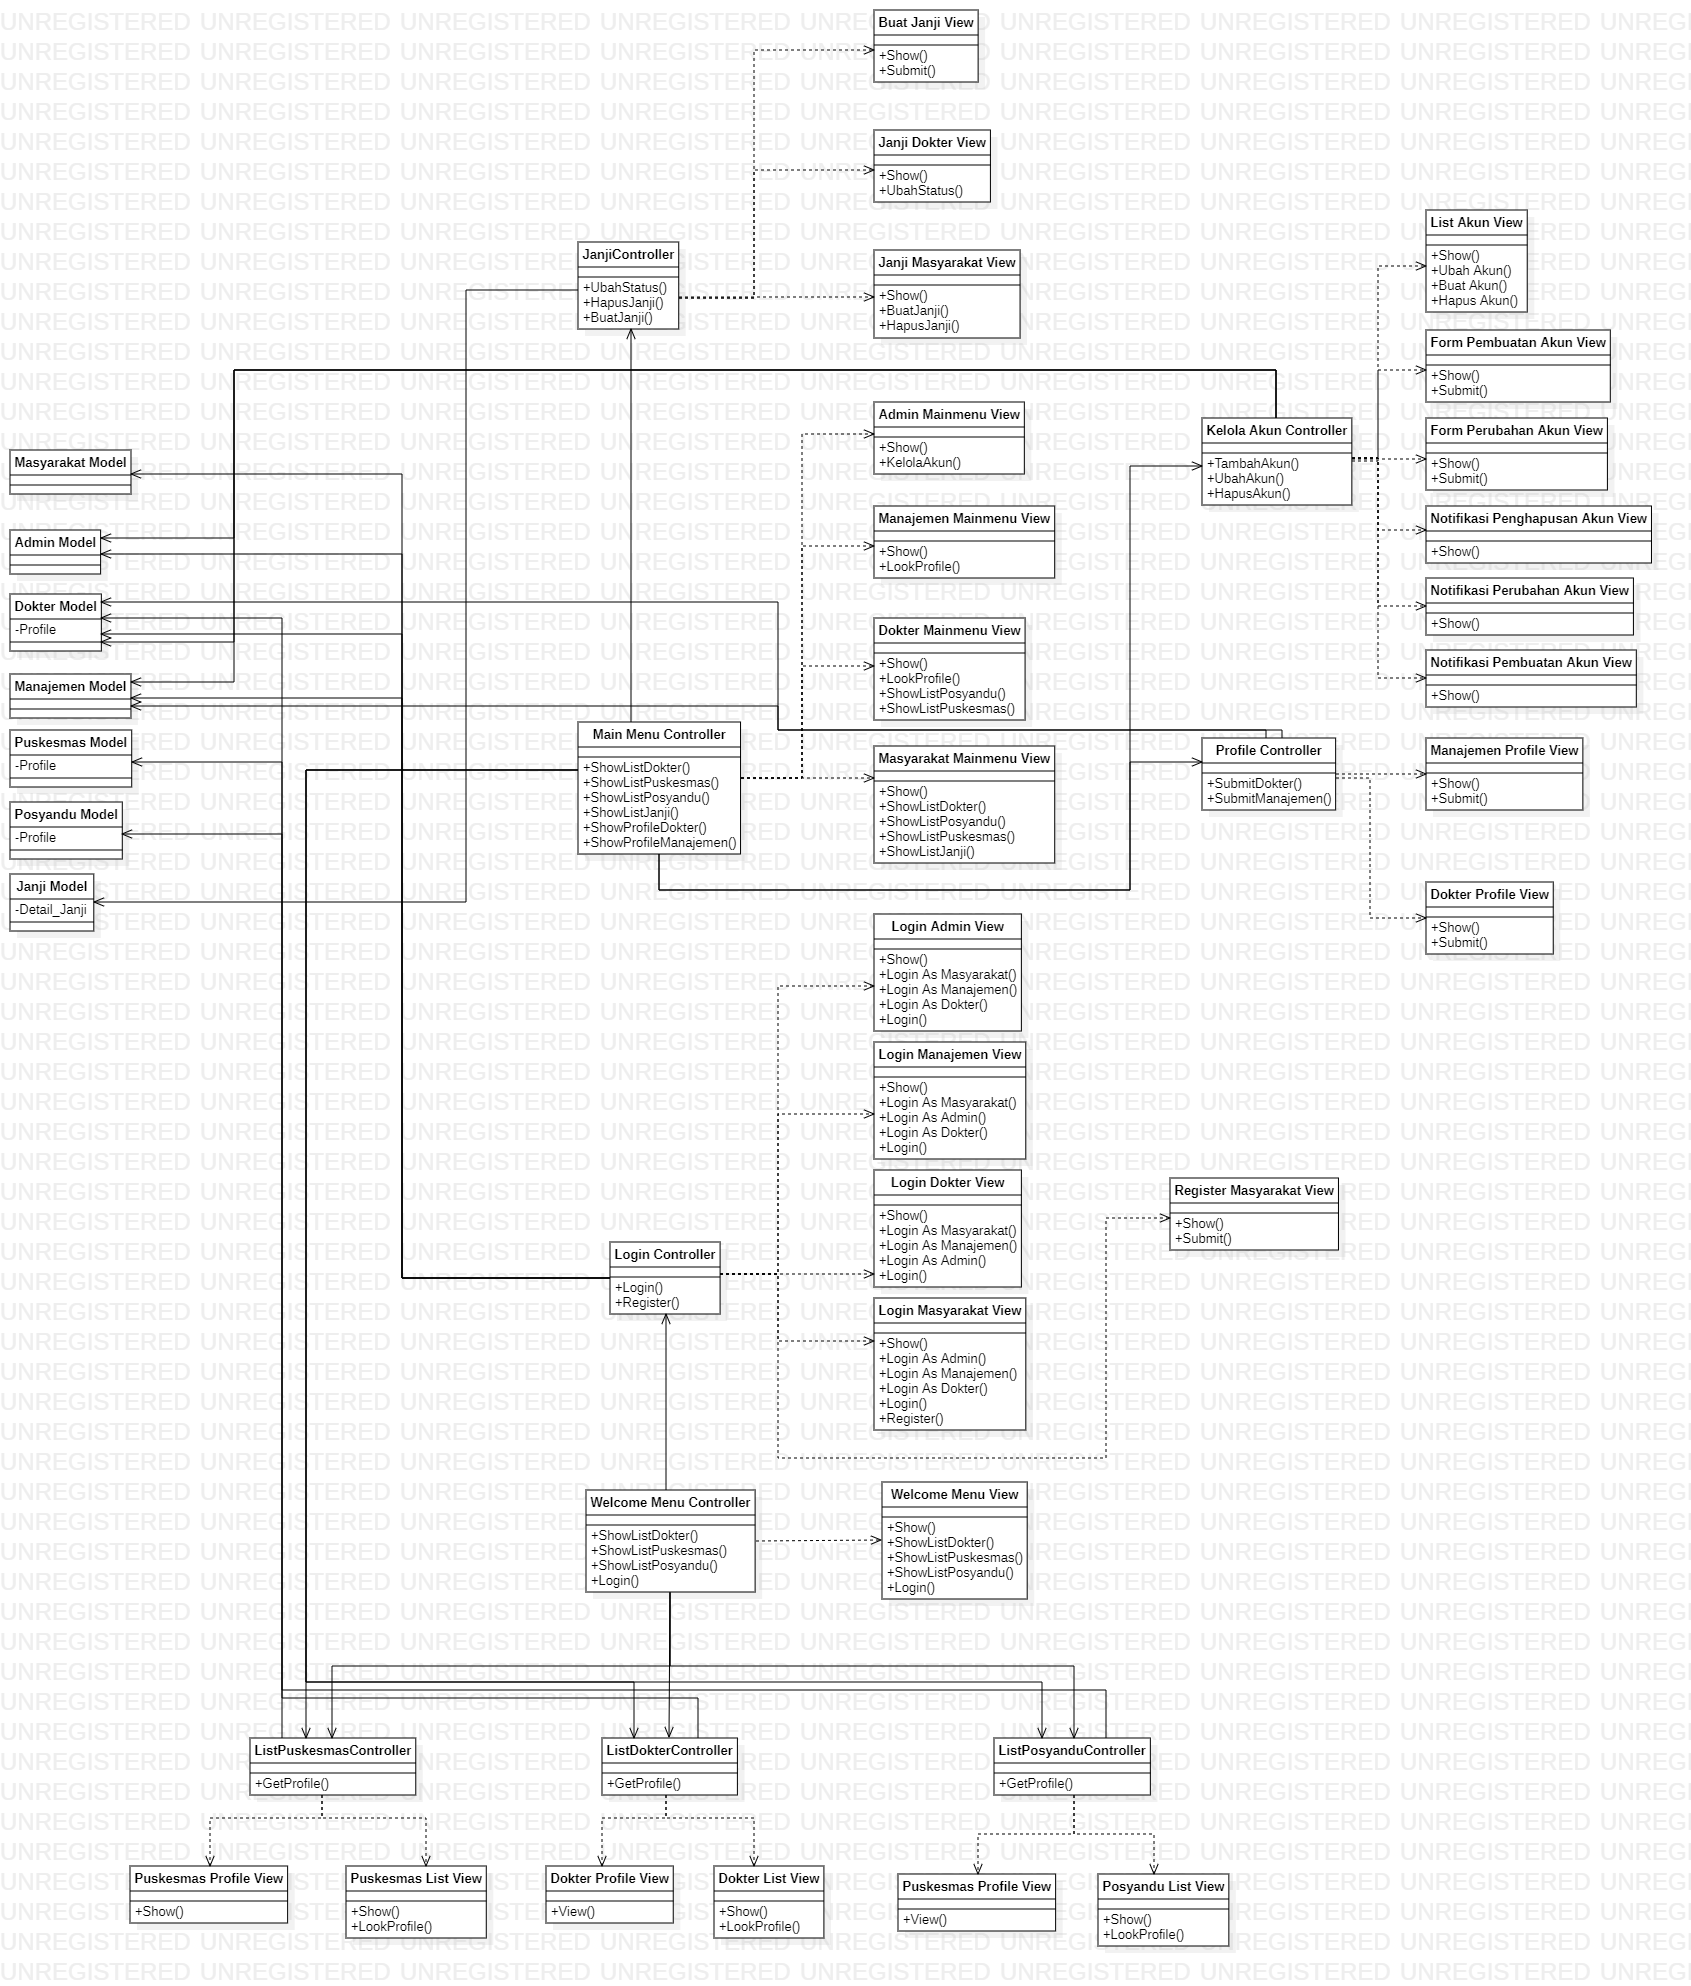 Buat Janji View
+Show()
+Submit()
Janji Dokter View
+Show()
+UbahStatus()
JanjiController
+UbahStatus()
+HapusJanji()
+BuatJanji()
Janji Masyarakat View
+Show()
+BuatJanji()
+HapusJanji()
List Akun View
+Show()
+Ubah Akun()
+Buat Akun()
+Hapus Akun()
Form Pembuatan Akun View
+Show()
+Submit()
Kelola Akun Controller
+TambahAkun()
+UbahAkun()
+HapusAkun()
Form Perubahan Akun View
+Show()
+Submit()
Notifikasi Penghapusan Akun View
+Show()
Notifikasi Perubahan Akun View
+Show()
Notifikasi Pembuatan Akun View
+Show()
Admin Mainmenu View
+Show()
+KelolaAkun()
Manajemen Mainmenu View
+Show()
+LookProfile()
Dokter Mainmenu View
+Show()
+LookProfile()
+ShowListPosyandu()
+ShowListPuskesmas()
Masyarakat Model
Admin Model
Dokter Model
-Profile
Manajemen Model
Puskesmas Model
-Profile
Posyandu Model
-Profile
Janji Model
-Detail_Janji
Main Menu Controller
+ShowListDokter()
+ShowListPuskesmas()
+ShowListPosyandu()
+ShowListJanji()
+ShowProfileDokter()
+ShowProfileManajemen()
Masyarakat Mainmenu View
+Show()
+ShowListDokter()
+ShowListPosyandu()
+ShowListPuskesmas()
+ShowListJanji()
Profile Controller
+SubmitDokter()
+SubmitManajemen()
Manajemen Profile View
+Show()
+Submit()
Dokter Profile View
+Show()
+Submit()
Login Admin View
+Show()
+Login As Masyarakat()
+Login As Manajemen()
+Login As Dokter()
+Login()
Login Manajemen View
+Show()
+Login As Masyarakat()
+Login As Admin()
+Login As Dokter()
+Login()
Login Dokter View
+Show()
+Login As Masyarakat()
+Login As Manajemen()
+Login As Admin()
+Login()
Register Masyarakat View
+Show()
+Submit()
Login Controller
+Login()
+Register()
Login Masyarakat View
+Show()
+Login As Admin()
+Login As Manajemen()
+Login As Dokter()
+Login()
+Register()
Welcome Menu Controller
+ShowListDokter()
+ShowListPuskesmas()
+ShowListPosyandu()
+Login()
Welcome Menu View
+Show()
+ShowListDokter()
+ShowListPuskesmas()
+ShowListPosyandu()
+Login()
ListPuskesmasController
+GetProfile()
ListDokterController
+GetProfile()
ListPosyanduController
+GetProfile()
Puskesmas Profile View
+Show()
Puskesmas List View
+Show()
+LookProfile()
Dokter Profile View
+View()
Dokter List View
+Show()
+LookProfile()
Puskesmas Profile View
+View()
Posyandu List View
+Show()
+LookProfile()
UNREGISTERED